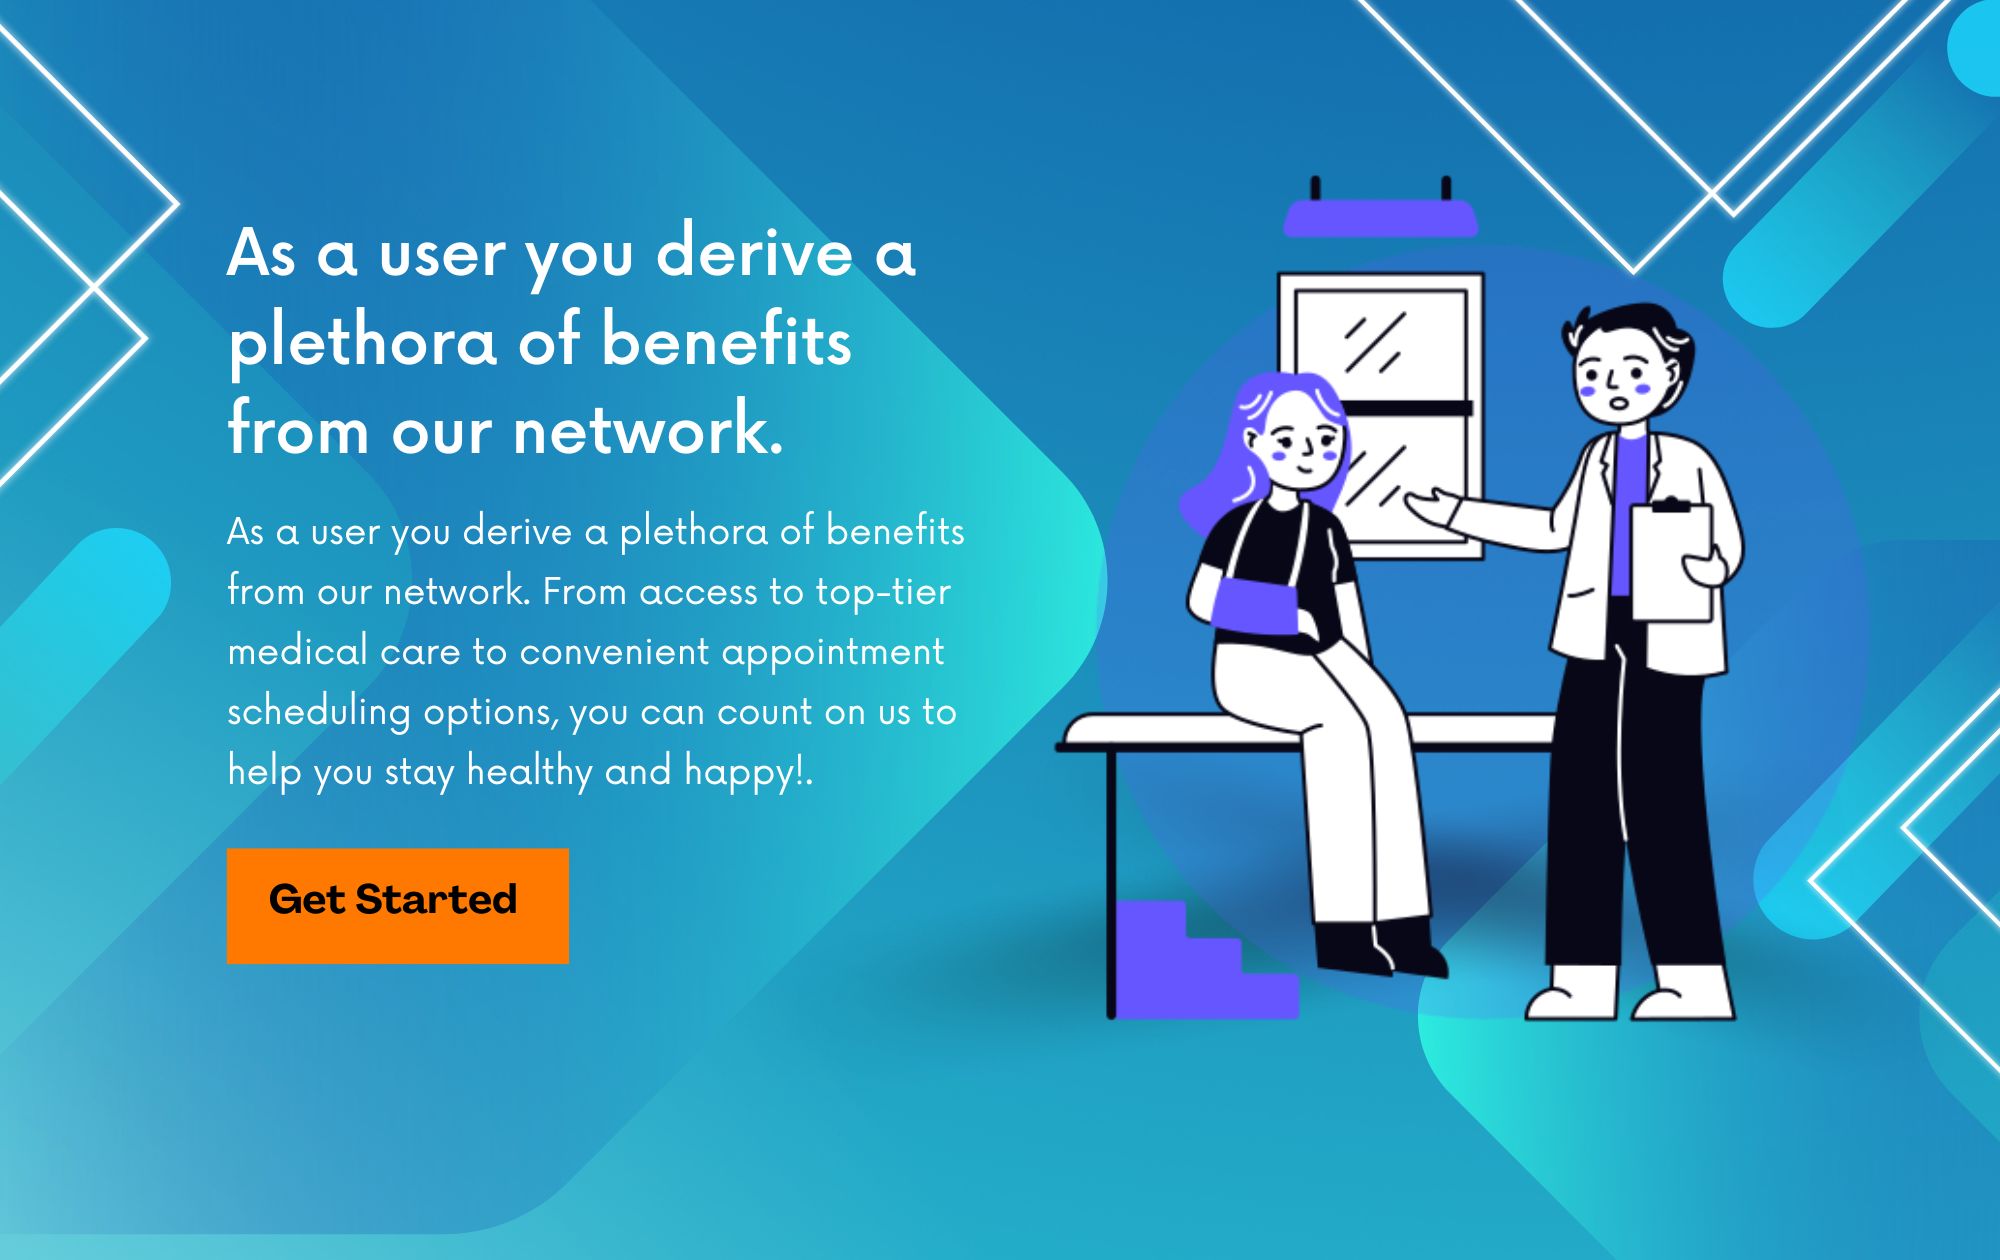 As a user you derive a
plethora of benefits
from our network.
As a user you derive a plethora of benefits
from our network. From access to top-tier
medical care to convenient appointment
scheduling options, you can count on us to
help you stay healthy and happy!.
Get Started